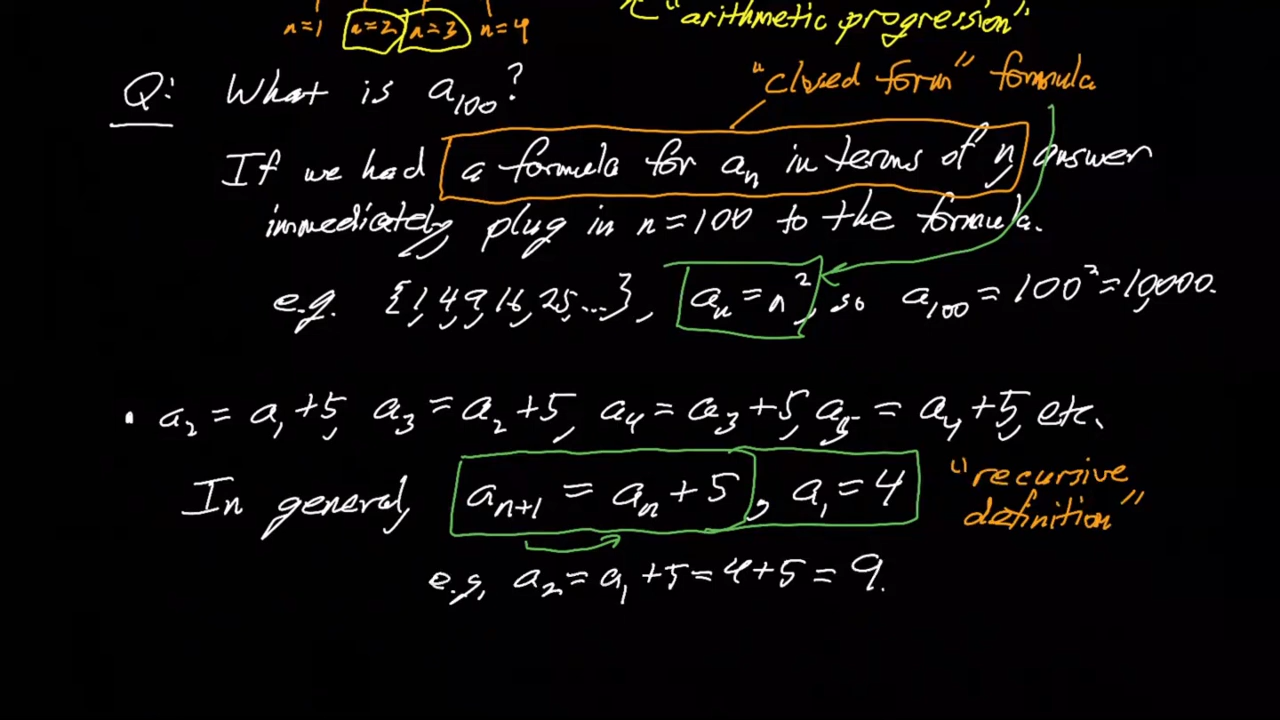 n=1 n=2 n=3 n=4
"arithmetic progression"
Q: What is a₁₀₀?
"closed form" formula
If we had a formula for aₙ in terms of n, answer
immediately, plug in n=100 to the formula.
e.g. {1,4,9,16,25,...}, aₙ = n², so a₁₀₀ = 100² = 10,000.
• a₂ = a₁+5, a₃ = a₂+5, a₄ = a₃+5, a₅ = a₄+5, etc.
In general, aₙ₊₁ = aₙ+5, a₁ = 4
"recursive
definition"
e.g, a₂ = a₁+5 = 4+5 = 9.